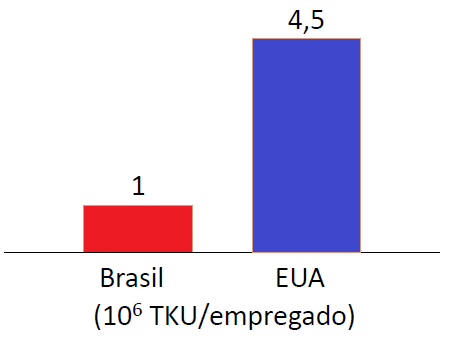 4,5
1
Brasil EUA
(10⁶ TKU/empregado)